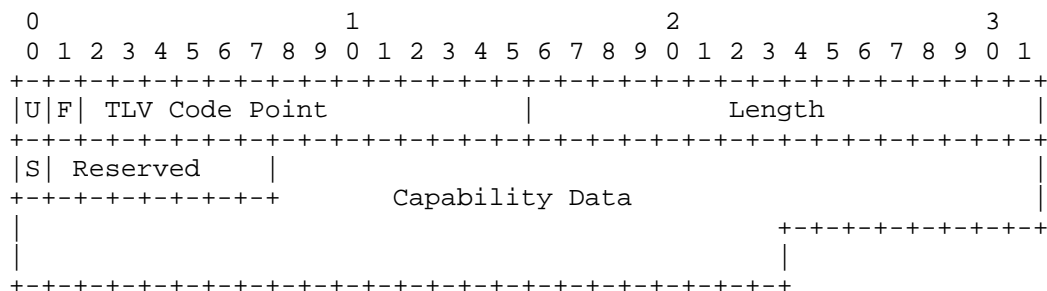 0                   1                   2                   3
 0 1 2 3 4 5 6 7 8 9 0 1 2 3 4 5 6 7 8 9 0 1 2 3 4 5 6 7 8 9 0 1
+-+-+-+-+-+-+-+-+-+-+-+-+-+-+-+-+-+-+-+-+-+-+-+-+-+-+-+-+-+-+-+-+
|U|F| TLV Code Point            |            Length             |
+-+-+-+-+-+-+-+-+-+-+-+-+-+-+-+-+-+-+-+-+-+-+-+-+-+-+-+-+-+-+-+-+
|S| Reserved    |                                               |
+-+-+-+-+-+-+-+-+       Capability Data                         |
|                                               +-+-+-+-+-+-+-+-+
|                                               |
+-+-+-+-+-+-+-+-+-+-+-+-+-+-+-+-+-+-+-+-+-+-+-+-+